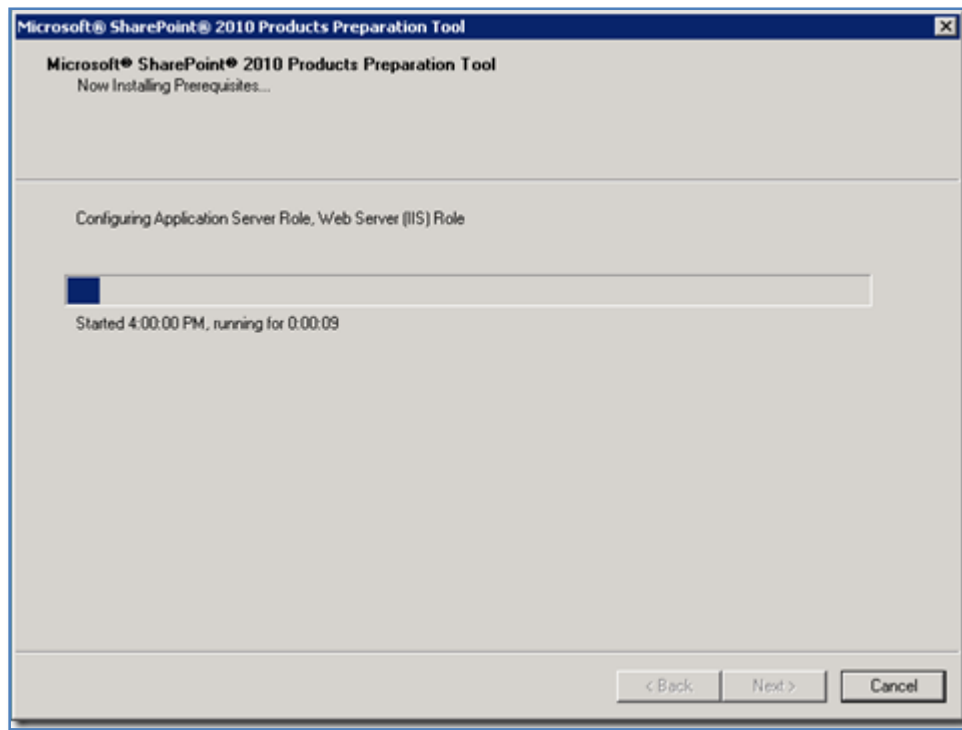 Microsoft® SharePoint® 2010 Products Preparation Tool
Microsoft® SharePoint® 2010 Products Preparation Tool
Now Installing Prerequisites...
Configuring Application Server Role, Web Server (IIS) Role
Started 4:00:00 PM, running for 0:00:09
< Back Next > Cancel